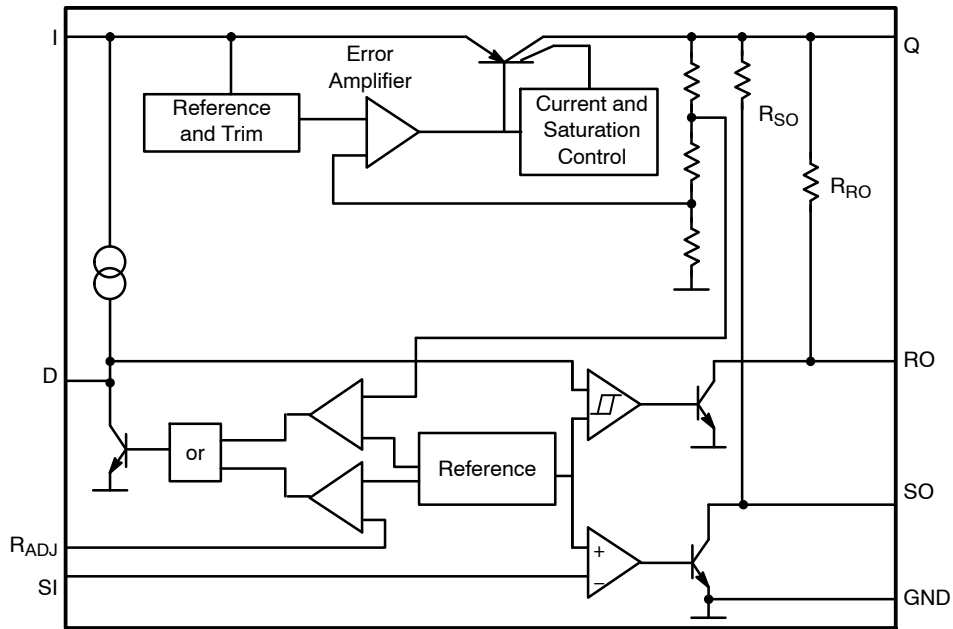 I
Q
Error
Amplifier
Reference
and Trim
Current and
Saturation
Control
RSO
RRO
D
RO
or
Reference
SO
RADJ
+
SI
−
GND